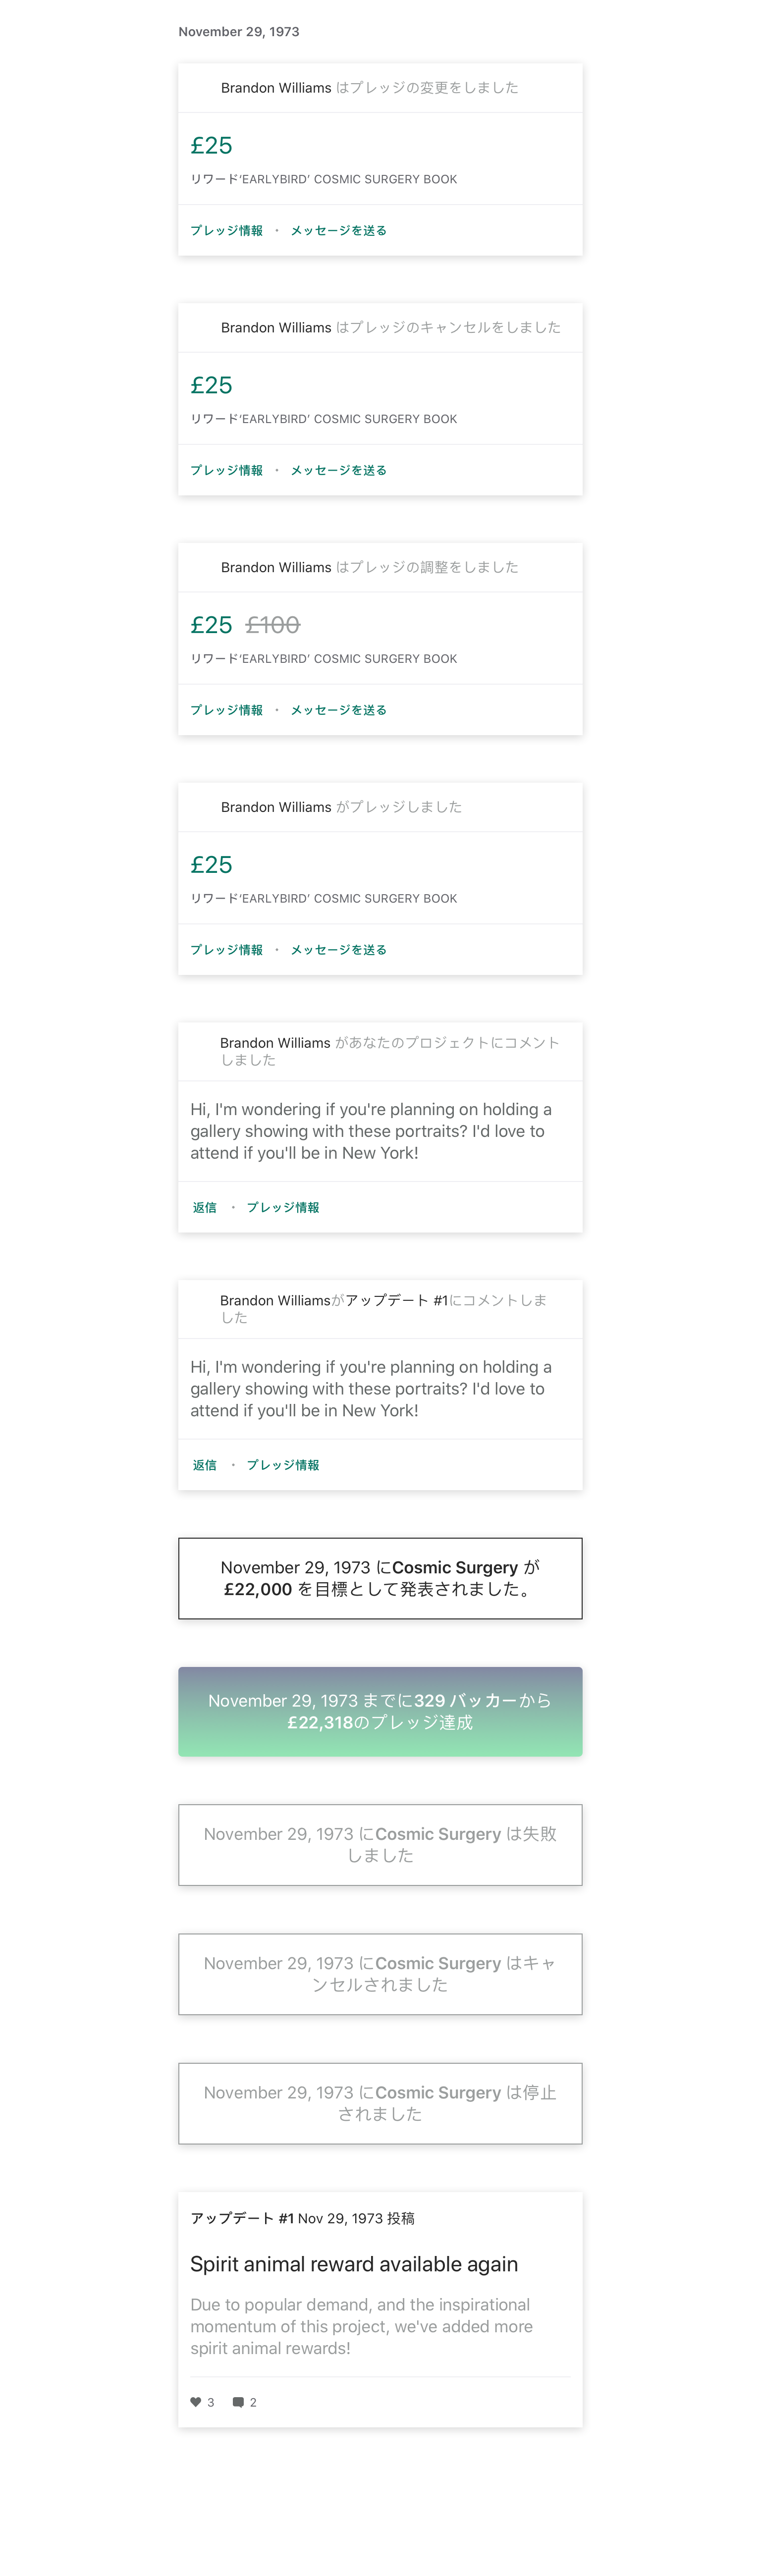 November 29, 1973
Brandon Williams はプレッジの変更をしました
£25
リワード‘EARLYBIRD’ COSMIC SURGERY BOOK
プレッジ情報 • メッセージを送る
Brandon Williams はプレッジのキャンセルをしました
£25
リワード‘EARLYBIRD’ COSMIC SURGERY BOOK
プレッジ情報 • メッセージを送る
Brandon Williams はプレッジの調整をしました
£25 £100
リワード‘EARLYBIRD’ COSMIC SURGERY BOOK
プレッジ情報 • メッセージを送る
Brandon Williams がプレッジしました
£25
リワード‘EARLYBIRD’ COSMIC SURGERY BOOK
プレッジ情報 • メッセージを送る
Brandon Williams があなたのプロジェクトにコメント
しました
Hi, I'm wondering if you're planning on holding a
gallery showing with these portraits? I'd love to
attend if you'll be in New York!
返信 • プレッジ情報
Brandon Williamsがアップデート #1にコメントしま
した
Hi, I'm wondering if you're planning on holding a
gallery showing with these portraits? I'd love to
attend if you'll be in New York!
返信 • プレッジ情報
November 29, 1973 にCosmic Surgery が
£22,000 を目標として発表されました。
November 29, 1973 までに329 バッカーから
£22,318のプレッジ達成
November 29, 1973 にCosmic Surgery は失敗
しました
November 29, 1973 にCosmic Surgery はキャ
ンセルされました
November 29, 1973 にCosmic Surgery は停止
されました
アップデート #1 Nov 29, 1973 投稿
Spirit animal reward available again
Due to popular demand, and the inspirational
momentum of this project, we've added more
spirit animal rewards!
3 2